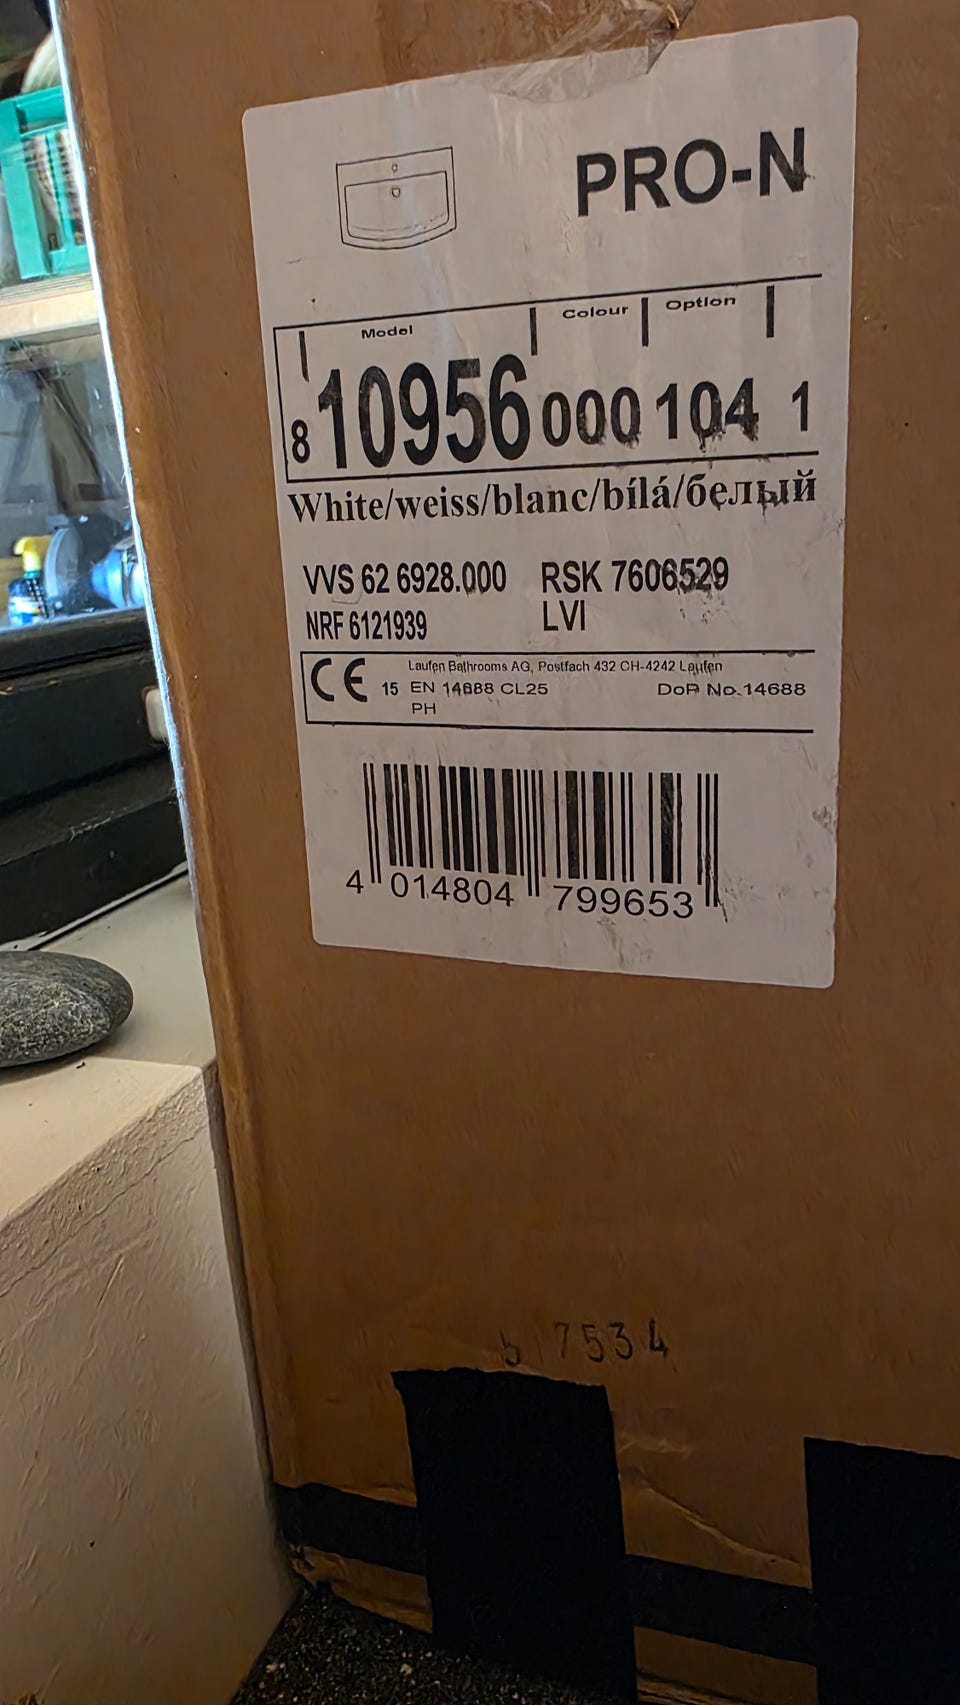 PRO-N
Model Colour Option
8 10956 000 104 1
White/weiss/blanc/bílá/белый
VVS 62 6928.000 RSK 7606529
NRF 6121939 LVI
CE 15 Laufen Bathrooms AG, Postfach 432 CH-4242 Laufen
EN 14688 CL25 DoP No.14688
PH
4 014804 799653
7534